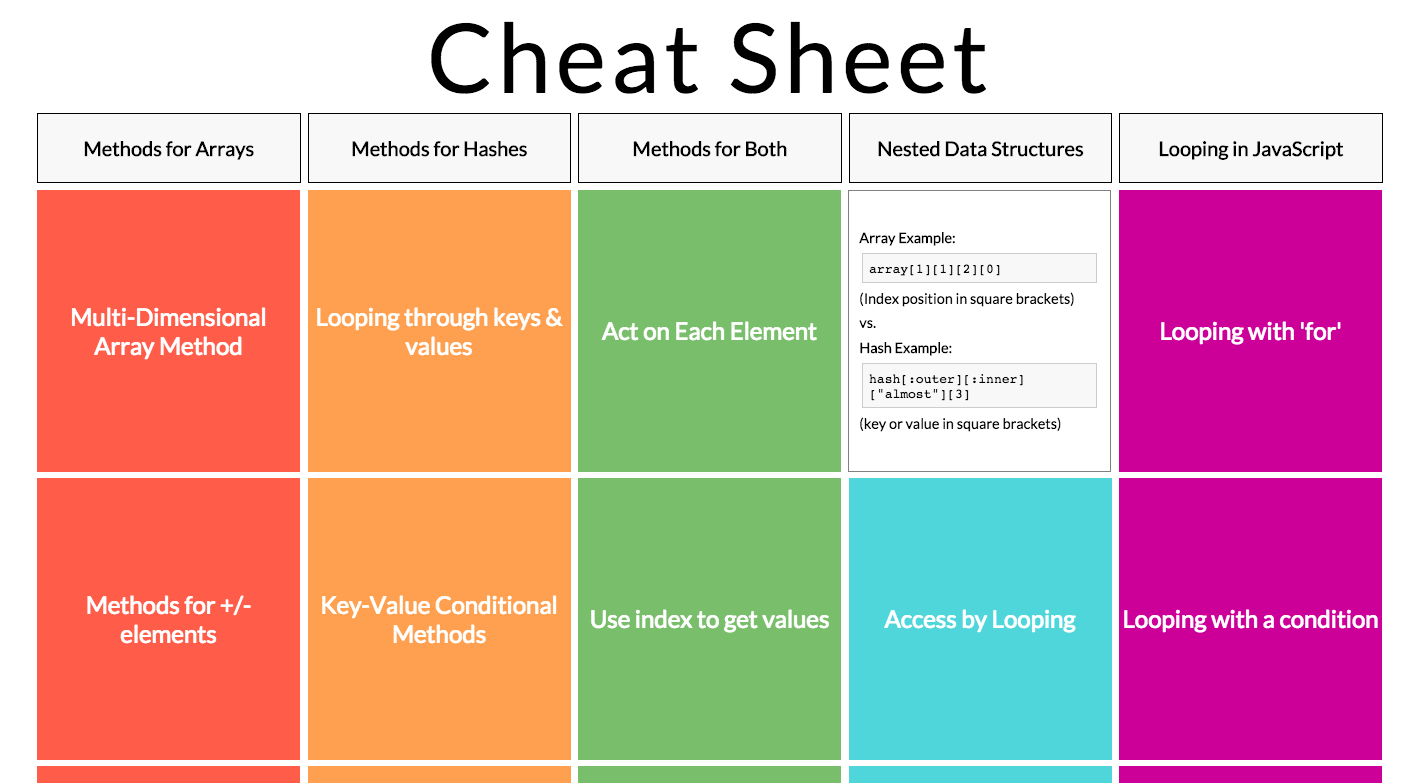 Cheat Sheet
Methods for Arrays
Methods for Hashes
Methods for Both
Nested Data Structures
Looping in JavaScript
Multi-Dimensional
Array Method
Looping through keys &
values
Act on Each Element
Array Example:
array[1][1][2][0]
(Index position in square brackets)
vs.
Hash Example:
hash[:outer][:inner]
["almost"][3]
(key or value in square brackets)
Looping with 'for'
Methods for +/-
elements
Key-Value Conditional
Methods
Use index to get values
Access by Looping
Looping with a condition